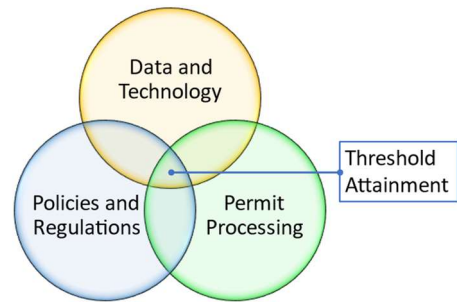 Data and
Technology
Threshold
Attainment
Policies and
Regulations
Permit
Processing